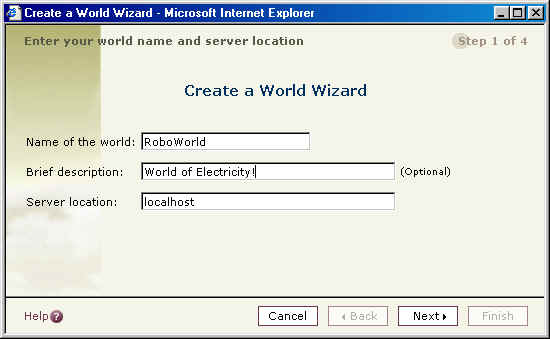 Create a World Wizard - Microsoft Internet Explorer
Enter your world name and server location Step 1 of 4
Create a World Wizard
Name of the world: RoboWorld
Brief description: World of Electricity! (Optional)
Server location: localhost
Help ? Cancel Back Next Finish